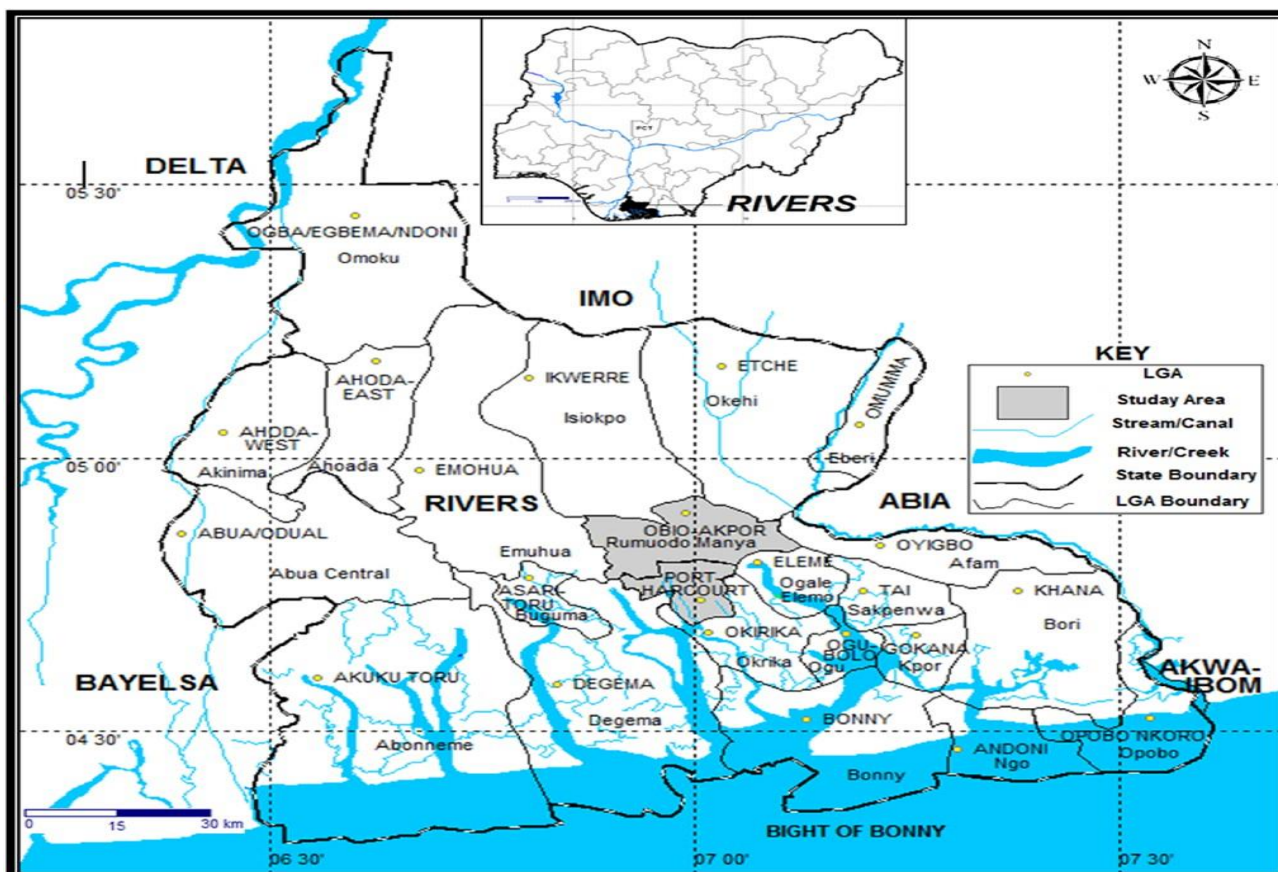 N
W E
S
FCT
RIVERS
DELTA
05 30'
OGBA/EGBEMA/NDONI
Omoku
IMO
KEY
LGA
Studay Area
Stream/Canal
River/Creek
State Boundary
LGA Boundary
AHODA-
EAST
IKWERRE
Isiokpo
ETCHE
Okehi
OMUMMA
AHODA-
WEST
Akinima
Ahoada
EMOHUA
Eberi
05 00'
RIVERS
ABIA
OBIO-AKPOR
Rumuodo Manya
ABUA/ODUAL
Abua Central
Emuhua
OYIGBO
Afam
ELEME
Ogale
Elemo
PORT
HARCOURT
ASARI-
TORU
Buguma
TAI
Sakpenwa
KHANA
Bori
OKIRIKA
Okrika
OGU-
BOLO
Ogu
GOKANA
Kpor
BAYELSA
AKUKU TORU
Abonneme
DEGEMA
Degema
AKWA-
IBOM
BONNY
Bonny
04 30'
ANDONI
Ngo
OPOBO NKORO
Opobo
0 15 30 km
BIGHT OF BONNY
06 30'
07 00'
07 30'